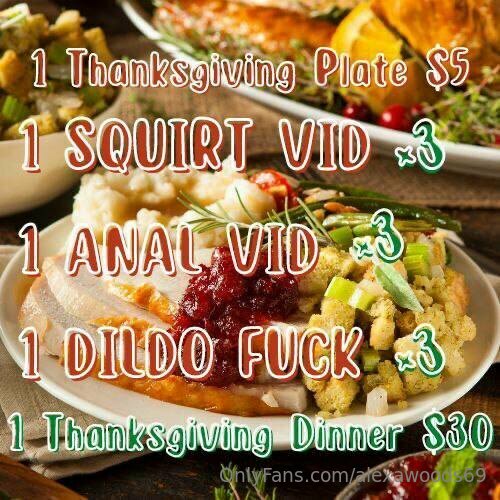 1 Thanksgiving Plate $5
1 SQUIRT VID x3
1 ANAL VID x3
1 DILDO FUCK x3
1 Thanksgiving Dinner $30
OnlyFans.com/alexawoods69